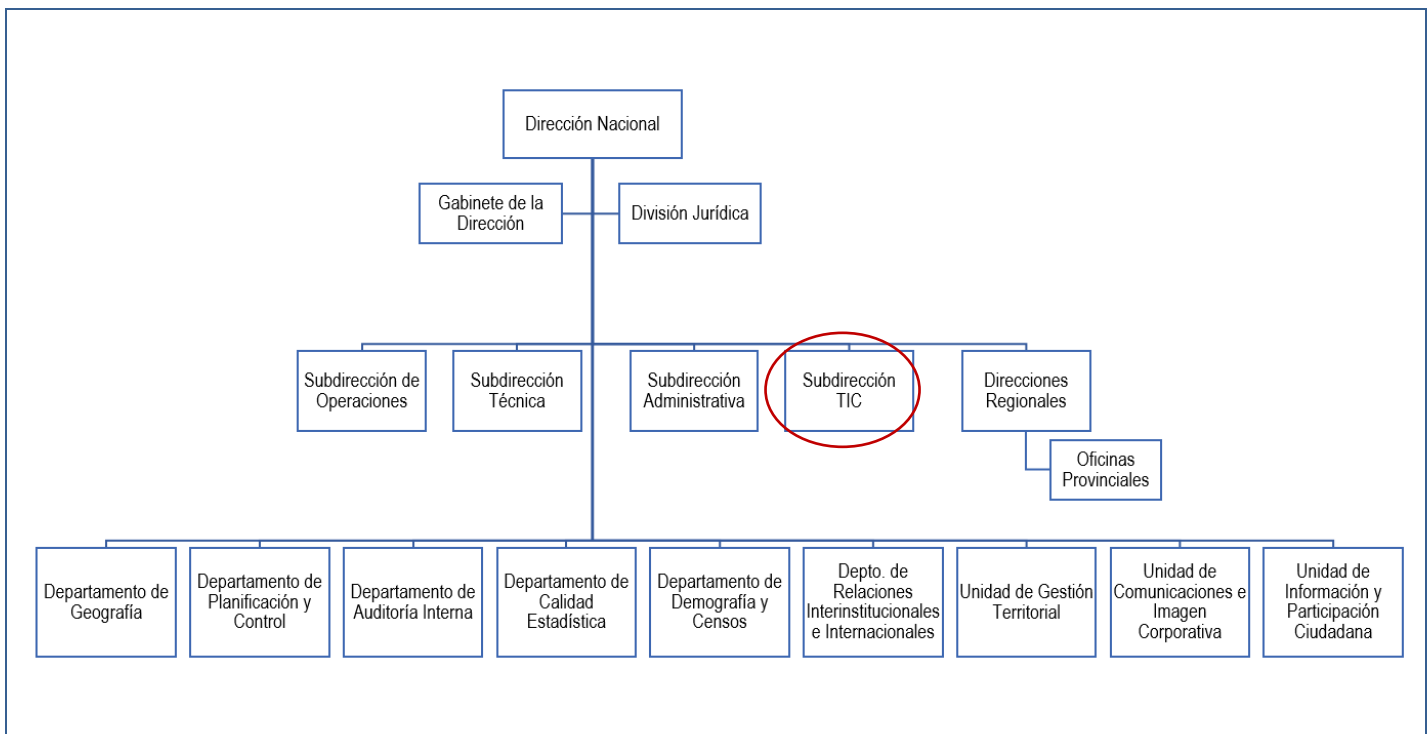 Dirección Nacional
Gabinete de la
Dirección
División Jurídica
Subdirección de
Operaciones
Subdirección
Técnica
Subdirección
Administrativa
Subdirección
TIC
Direcciones
Regionales
Oficinas
Provinciales
Departamento de
Geografía
Departamento de
Planificación y
Control
Departamento de
Auditoría Interna
Departamento de
Calidad
Estadística
Departamento de
Demografía y
Censos
Depto. de
Relaciones
Interinstitucionales
e Internacionales
Unidad de Gestión
Territorial
Unidad de
Comunicaciones e
Imagen
Corporativa
Unidad de
Información y
Participación
Ciudadana